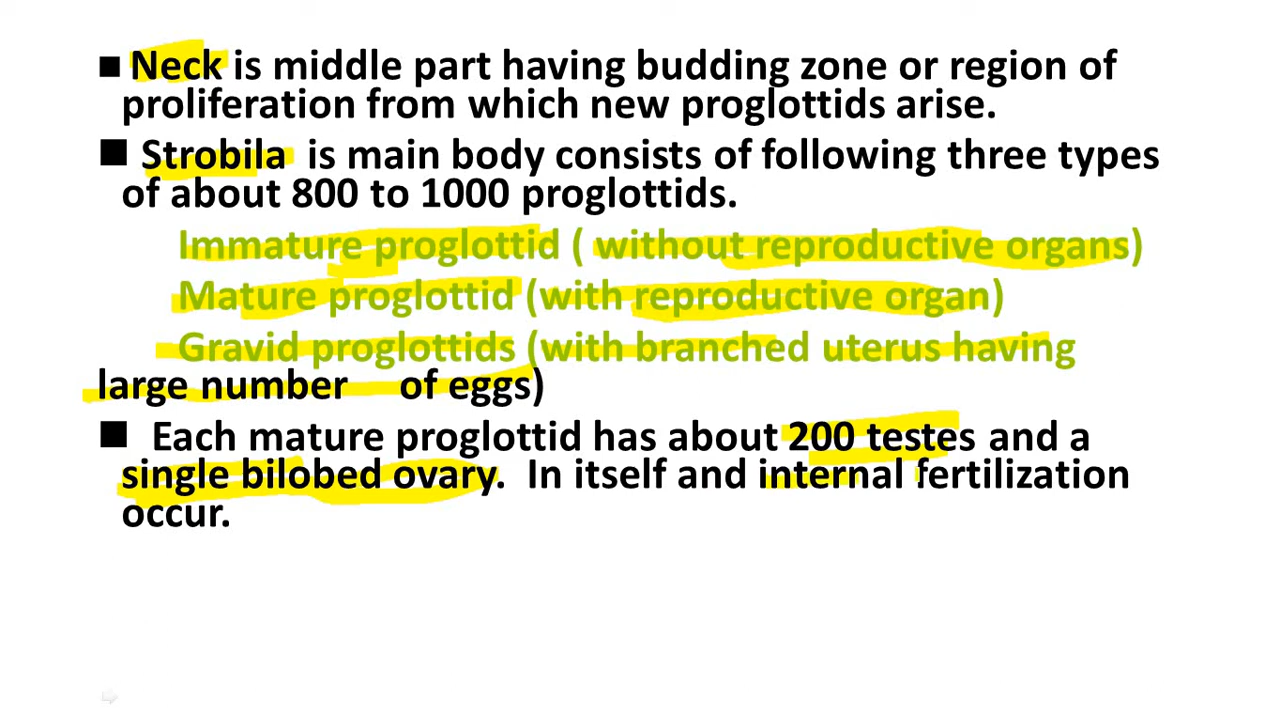 ■ Neck is middle part having budding zone or region of
proliferation from which new proglottids arise.
■ Strobila is main body consists of following three types
of about 800 to 1000 proglottids.
Immature proglottid ( without reproductive organs)
Mature proglottid (with reproductive organ)
Gravid proglottids (with branched uterus having
large number of eggs)
■ Each mature proglottid has about 200 testes and a
single bilobed ovary. In itself and internal fertilization
occur.